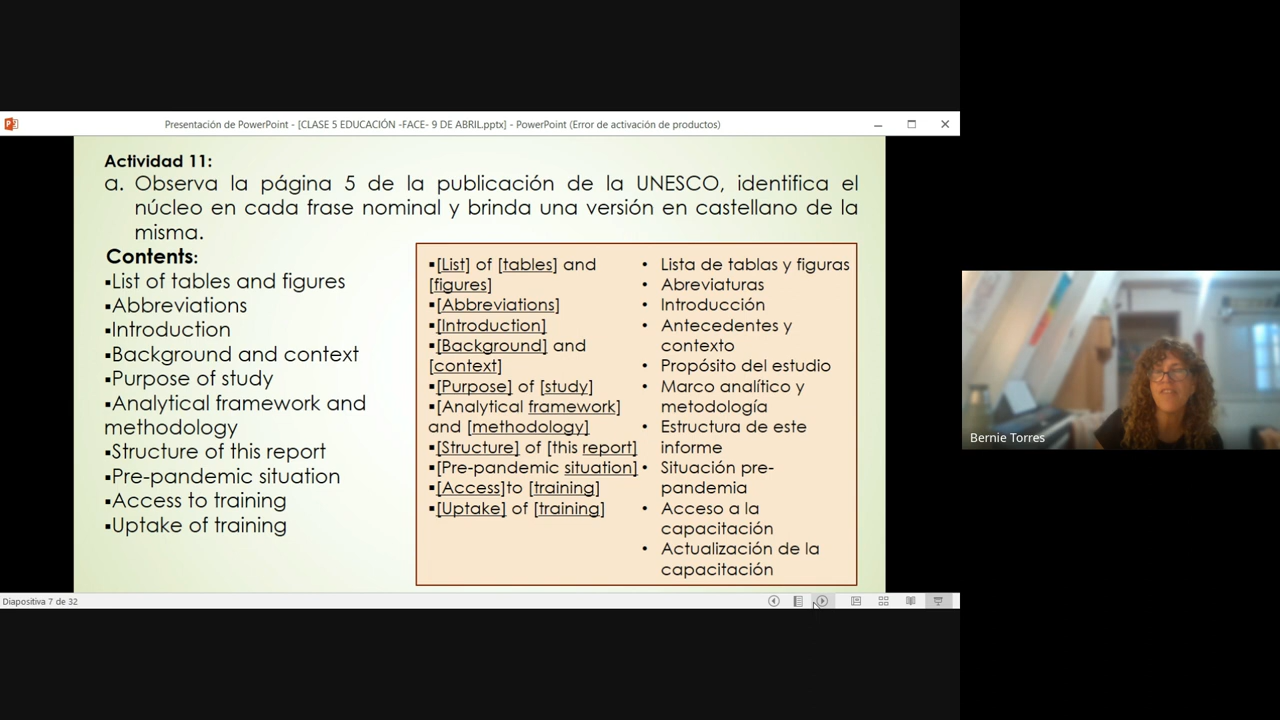 Presentación de PowerPoint - [CLASE 5 EDUCACIÓN -FACE- 9 DE ABRIL.pptx] - PowerPoint (Error de activación de productos)
Actividad 11:
a. Observa la página 5 de la publicación de la UNESCO, identifica el
núcleo en cada frase nominal y brinda una versión en castellano de la
misma.
Contents:
▪List of tables and figures
▪Abbreviations
▪Introduction
▪Background and context
▪Purpose of study
▪Analytical framework and
methodology
▪Structure of this report
▪Pre-pandemic situation
▪Access to training
▪Uptake of training
▪[List] of [tables] and
[figures]
▪[Abbreviations]
▪[Introduction]
▪[Background] and
[context]
▪[Purpose] of [study]
▪[Analytical framework]
and [methodology]
▪[Structure] of [this report]
▪[Pre-pandemic situation]
▪[Access]to [training]
▪[Uptake] of [training]
• Lista de tablas y figuras
• Abreviaturas
• Introducción
• Antecedentes y
contexto
• Propósito del estudio
• Marco analítico y
metodología
• Estructura de este
informe
• Situación pre-
pandemia
• Acceso a la
capacitación
• Actualización de la
capacitación
Diapositiva 7 de 32
Bernie Torres